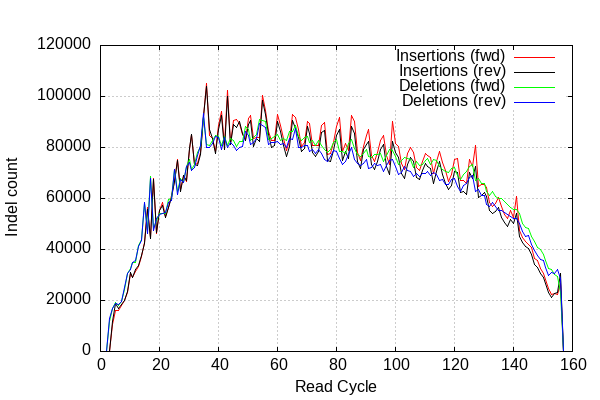 120000
100000
80000
60000
40000
20000
0
Indel count
Insertions (fwd)
Insertions (rev)
Deletions (fwd)
Deletions (rev)
0 20 40 60 80 100 120 140 160
Read Cycle